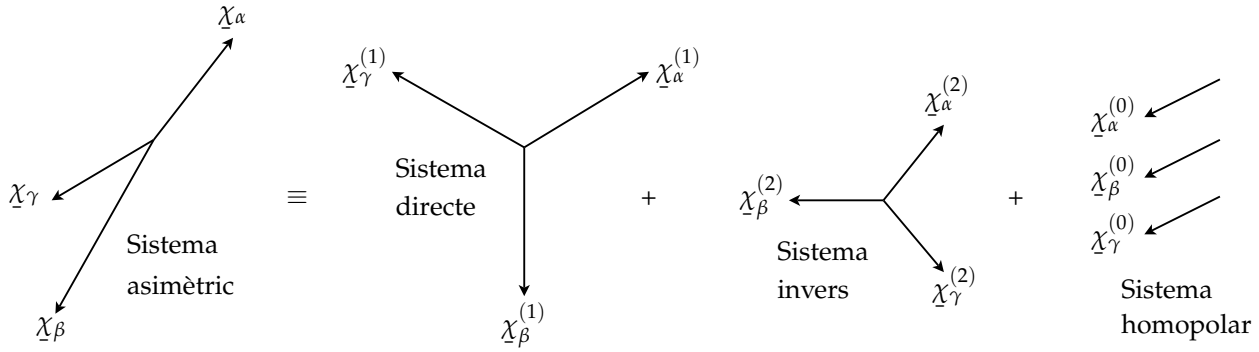 χ̲α
χ̲γ
χ̲β
Sistema
asimètric
≡
χ̲γ^(1)
χ̲α^(1)
χ̲β^(1)
Sistema
directe
+
χ̲α^(2)
χ̲β^(2)
χ̲γ^(2)
Sistema
invers
+
χ̲α^(0)
χ̲β^(0)
χ̲γ^(0)
Sistema
homopolar